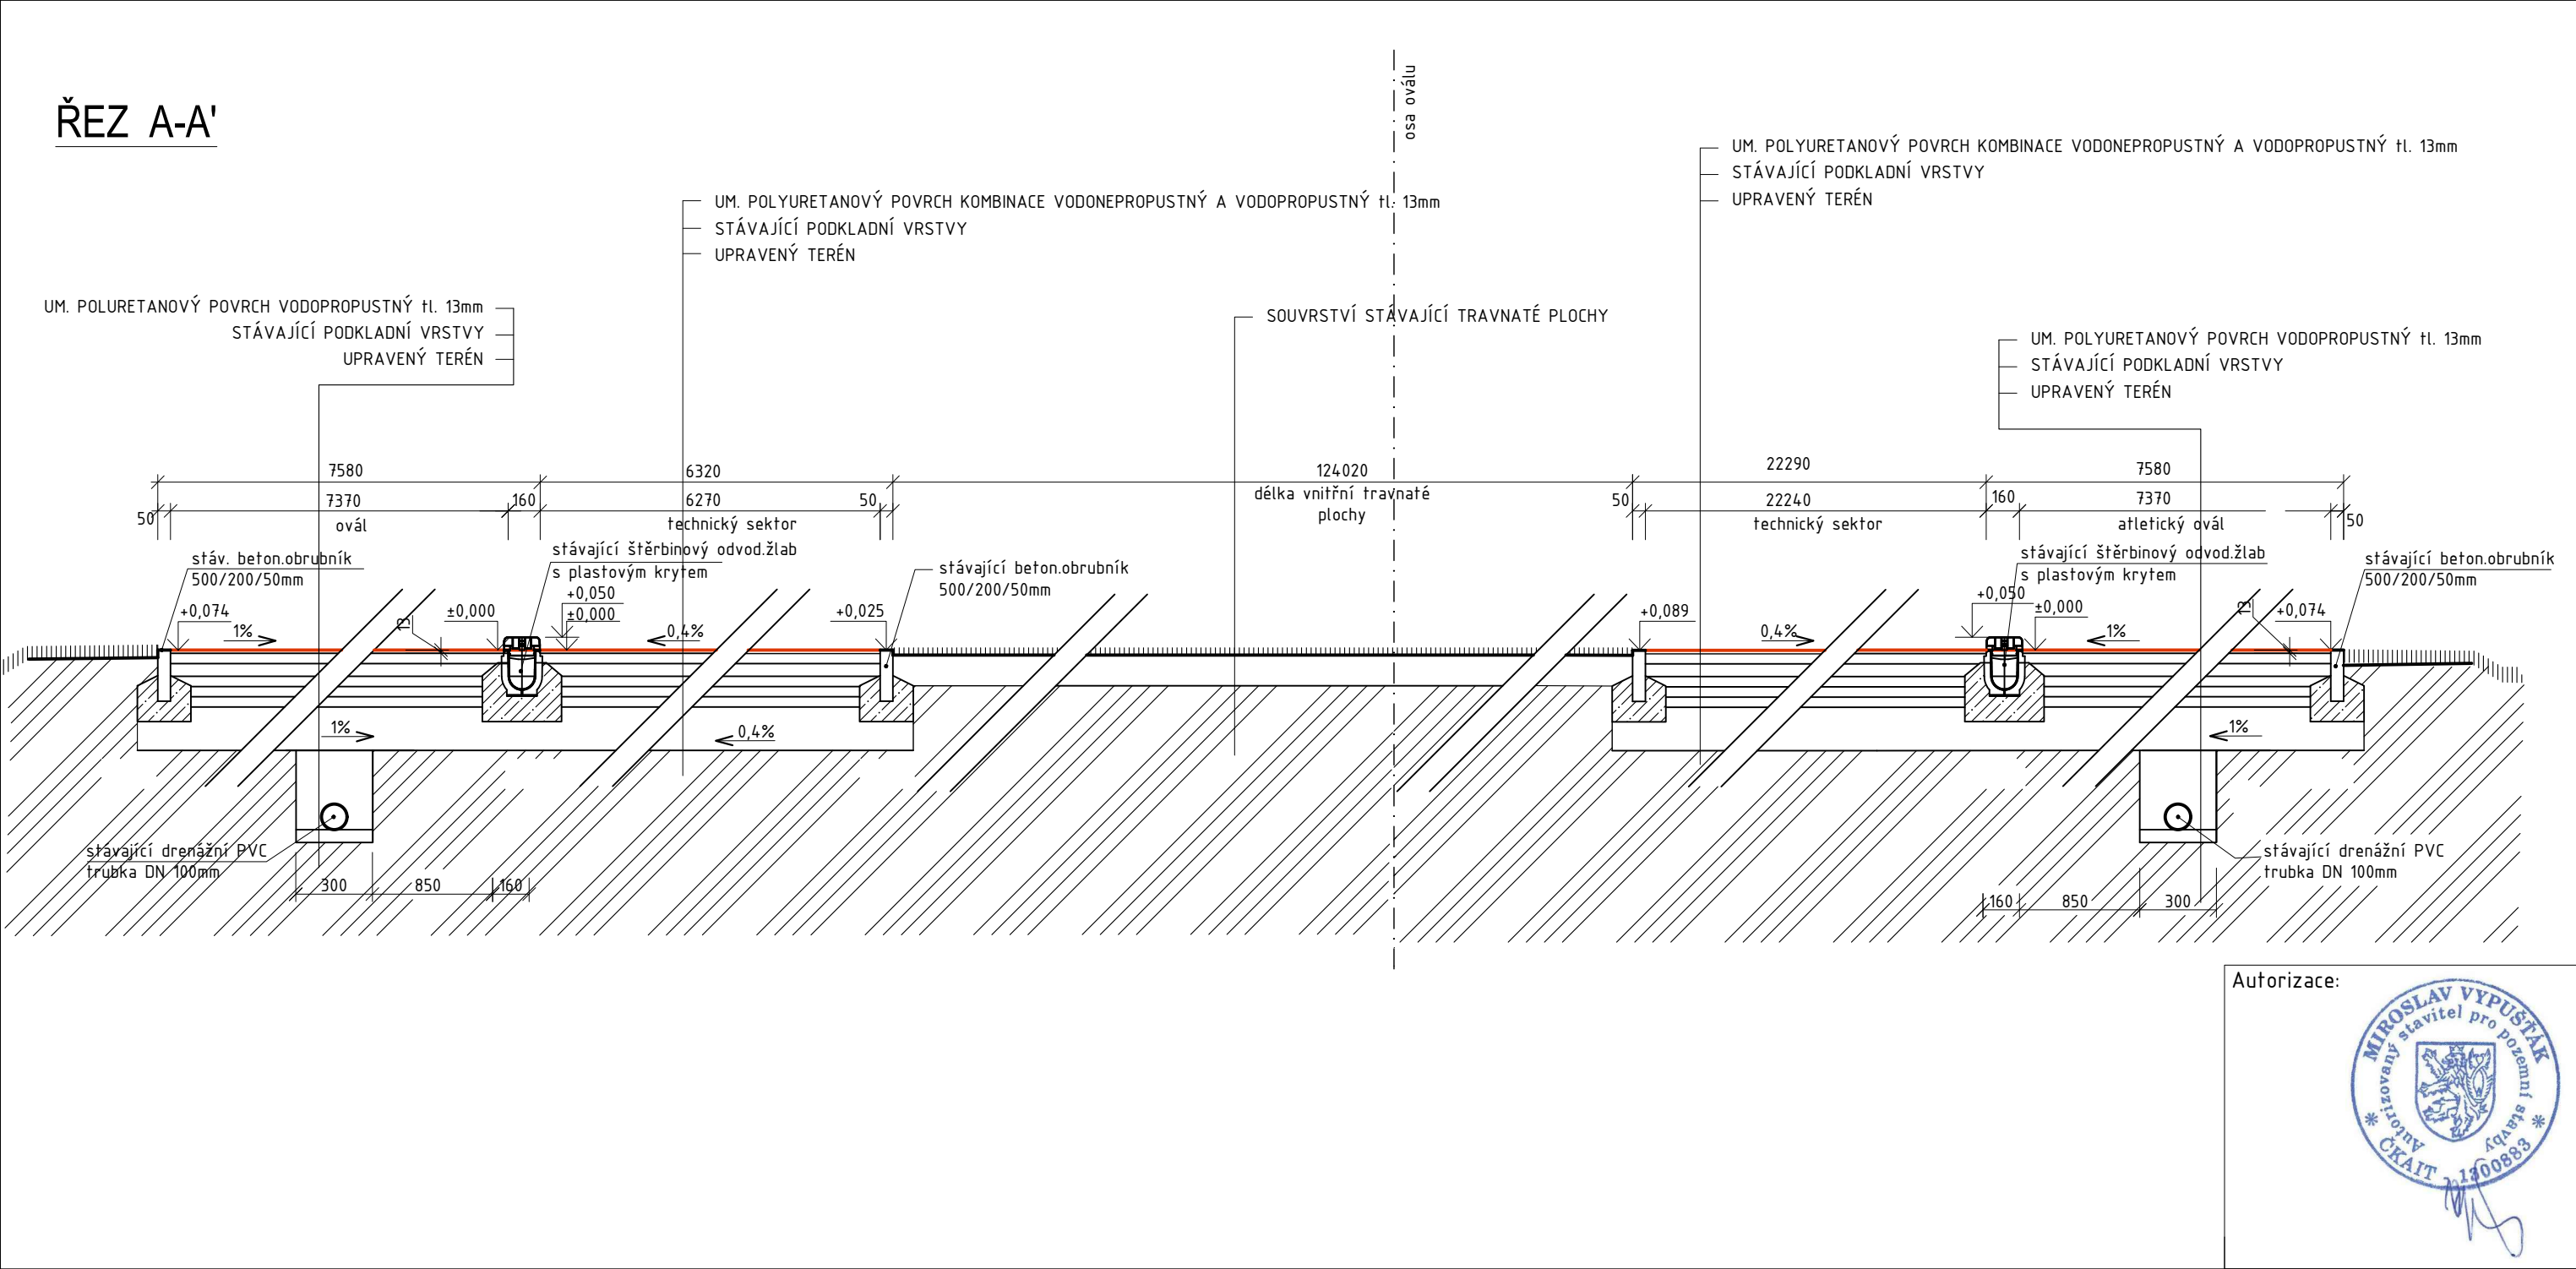 ŘEZ A-A'
osa oválu
UM. POLYURETANOVÝ POVRCH KOMBINACE VODONEPROPUSTNÝ A VODOPROPUSTNÝ tl. 13mm
STÁVAJÍCÍ PODKLADNÍ VRSTVY
UPRAVENÝ TERÉN
UM. POLYURETANOVÝ POVRCH KOMBINACE VODONEPROPUSTNÝ A VODOPROPUSTNÝ tl. 13mm
STÁVAJÍCÍ PODKLADNÍ VRSTVY
UPRAVENÝ TERÉN
UM. POLURETANOVÝ POVRCH VODOPROPUSTNÝ tl. 13mm
STÁVAJÍCÍ PODKLADNÍ VRSTVY
UPRAVENÝ TERÉN
SOUVRSTVÍ STÁVAJÍCÍ TRAVNATÉ PLOCHY
UM. POLYURETANOVÝ POVRCH VODOPROPUSTNÝ tl. 13mm
STÁVAJÍCÍ PODKLADNÍ VRSTVY
UPRAVENÝ TERÉN
7580 6320 124020 22290 7580
50 7370 160 6270 50 50 22240 160 7370 50
ovál
technický sektor
délka vnitřní travnaté
plochy
technický sektor
atletický ovál
stáv. beton.obrubník
500/200/50mm
stávající štěrbinový odvod.žlab
s plastovým krytem
stávající beton.obrubník
500/200/50mm
stávající štěrbinový odvod.žlab
s plastovým krytem
stávající beton.obrubník
500/200/50mm
+0,074 ±0,000 +0,050 ±0,000 +0,025 +0,089 +0,050 ±0,000 +0,074
1% 13 0,4% 0,4% 1% 13
1% 0,4% 1%
stávající drenážní PVC
trubka DN 100mm
300 850 160
stávající drenážní PVC
trubka DN 100mm
160 850 300
Autorizace:
MIROSLAV VYPUŠŤÁK
Autorizovaný stavitel pro pozemní stavby
ČKAIT - 1300883